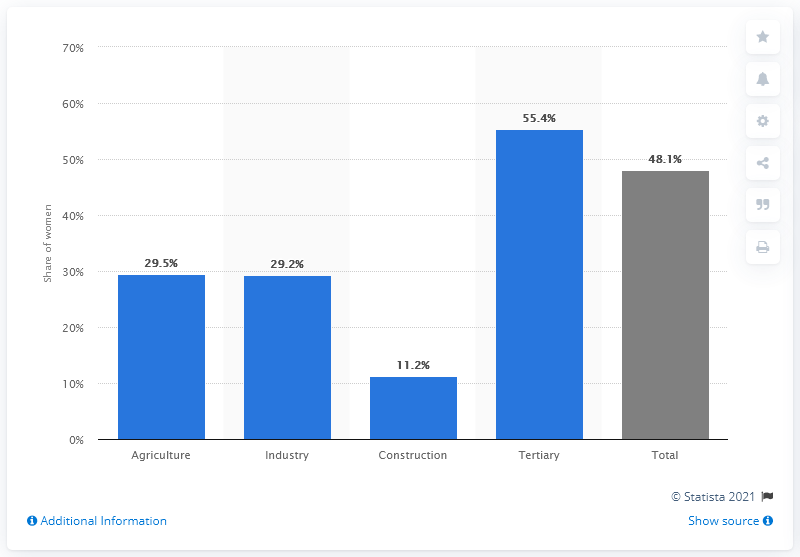 70%
60%
50%
40%
30%
20%
10%
0%
Share of women
29.5%
29.2%
11.2%
55.4%
48.1%
Agriculture
Industry
Construction
Tertiary
Total
© Statista 2021
Additional Information
Show source